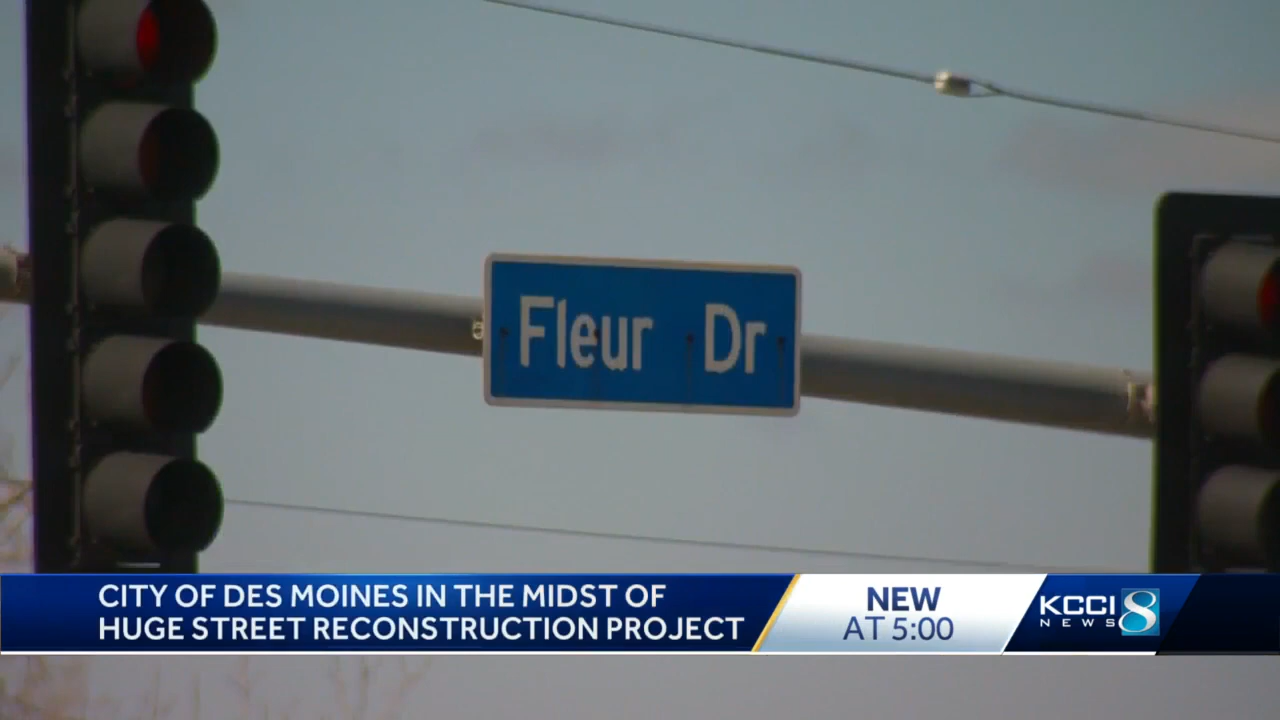 Fleur Dr
CITY OF DES MOINES IN THE MIDST OF
HUGE STREET RECONSTRUCTION PROJECT
NEW
AT 5:00
KCCI 8
NEWS